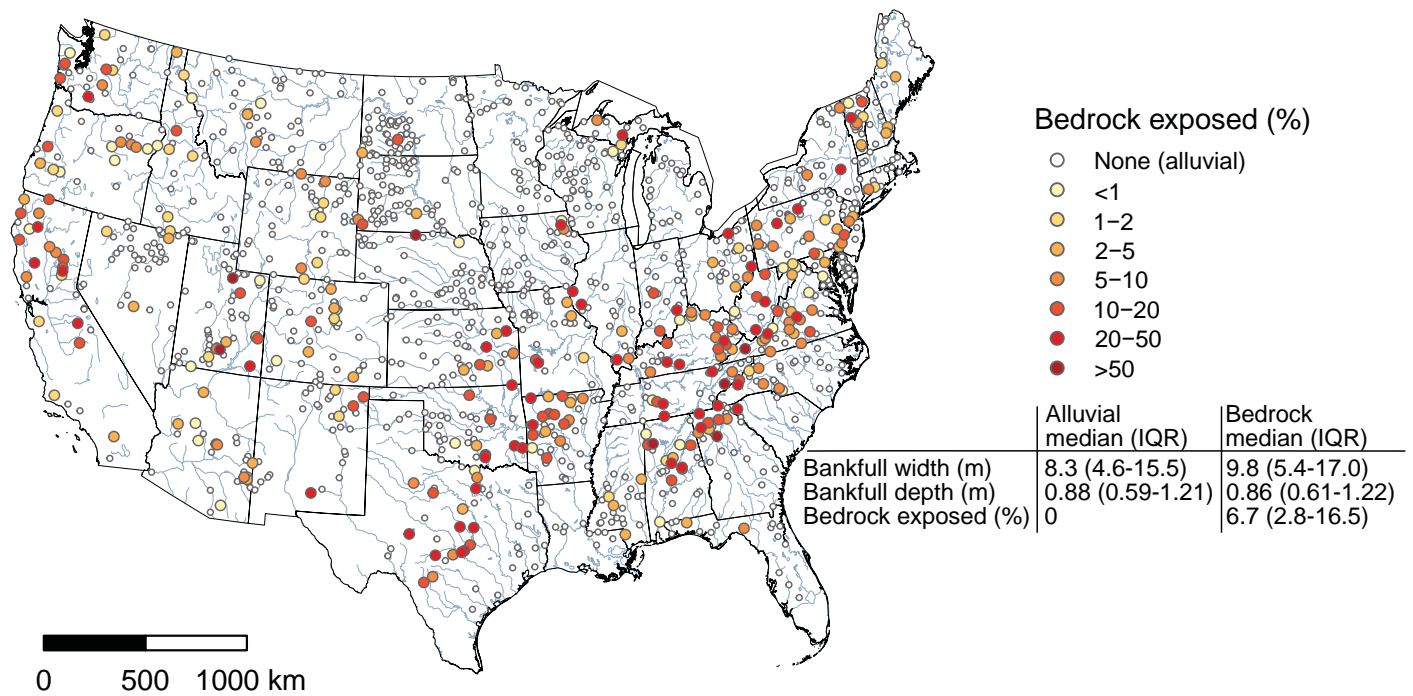 Bedrock exposed (%)
None (alluvial)
<1
1−2
2−5
5−10
10−20
20−50
>50
Alluvial median (IQR) Bedrock median (IQR)
Bankfull width (m) 8.3 (4.6-15.5) 9.8 (5.4-17.0)
Bankfull depth (m) 0.88 (0.59-1.21) 0.86 (0.61-1.22)
Bedrock exposed (%) 0 6.7 (2.8-16.5)
0 500 1000 km